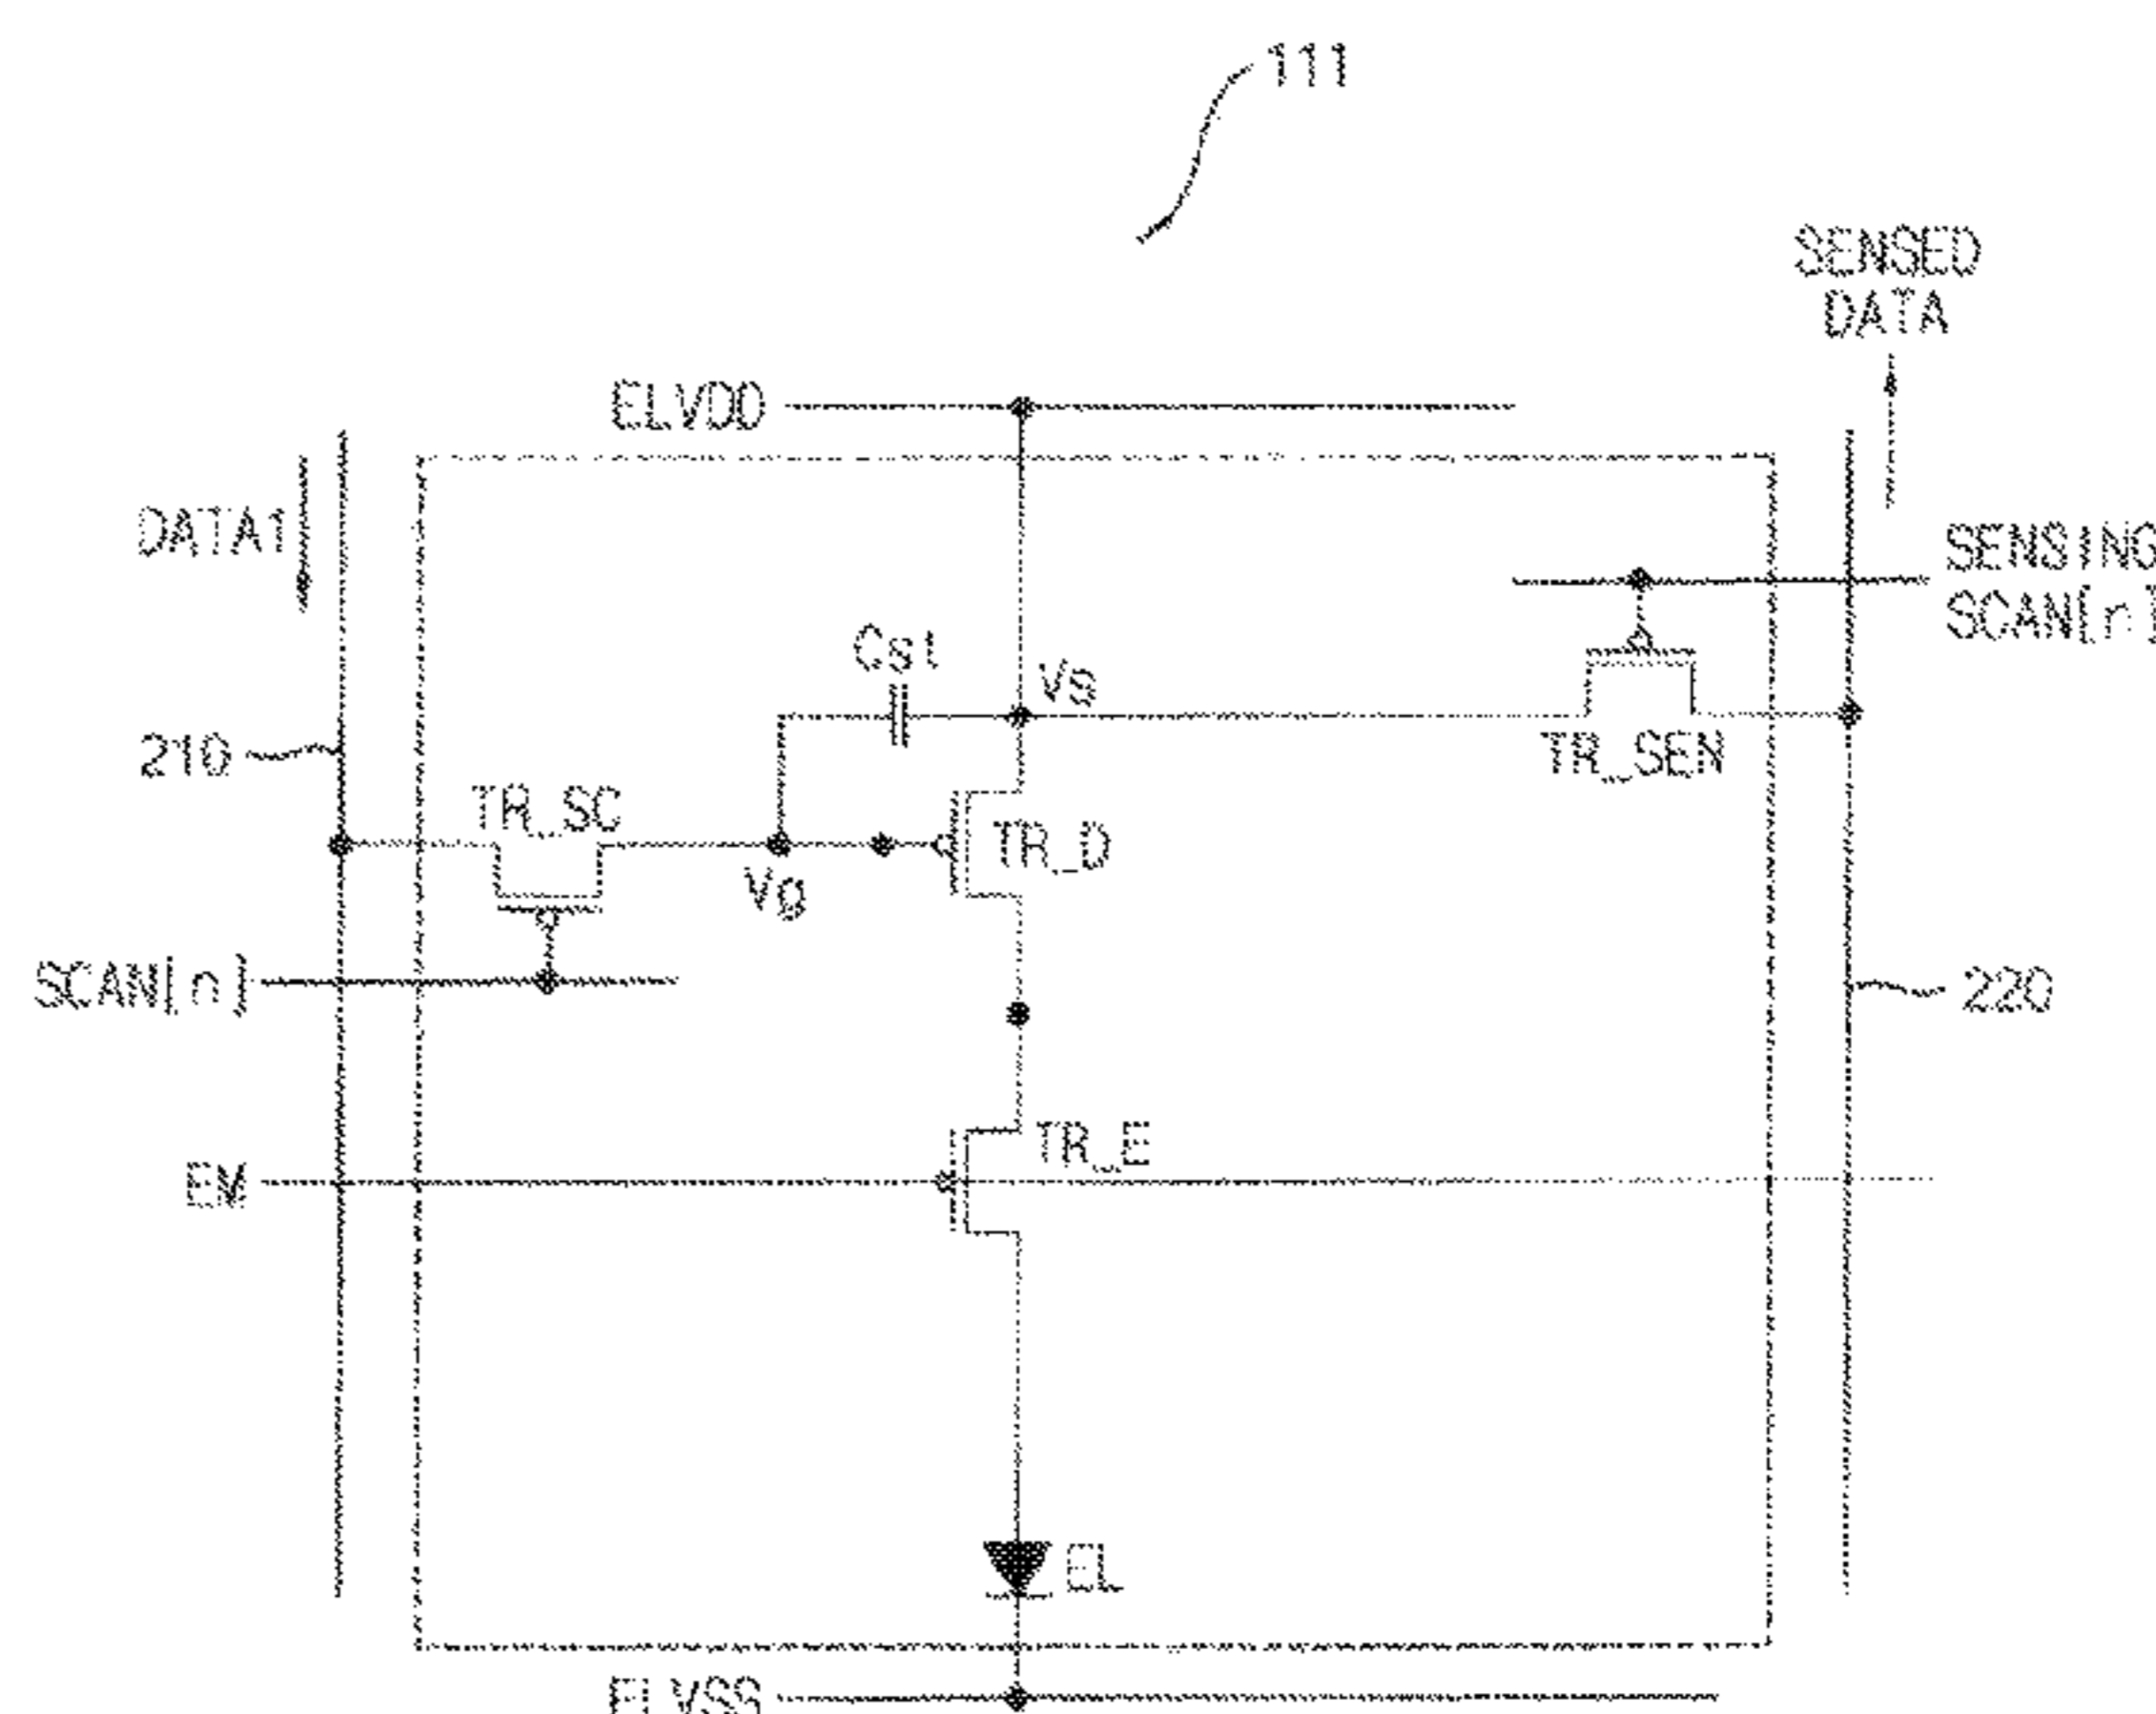 111
SENSED
DATA
ELVDD
DATA1
SENSING
SCAN[n]
Cst
Vs
210
TR_SEN
TR_SC
TR_D
Vg
SCAN[n]
220
TR_E
EM
EL
ELVSS